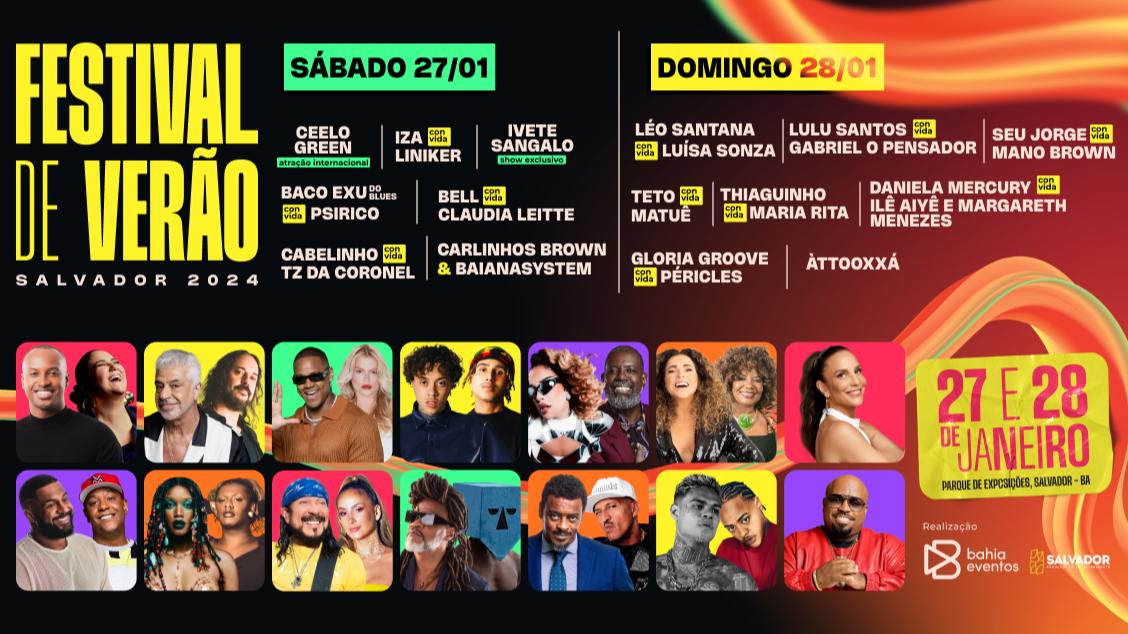 FESTIVAL
DE VERÃO
SALVADOR 2024
SÁBADO 27/01
CEELO
GREEN
atração internacional
IZA con vida
LINIKER
IVETE
SANGALO
show exclusivo
BACO EXU DO BLUES
con vida PSIRICO
BELL con vida
CLAUDIA LEITTE
CABELINHO con vida
TZ DA CORONEL
CARLINHOS BROWN
& BAIANASYSTEM
DOMINGO 28/01
LÉO SANTANA
con vida LUÍSA SONZA
LULU SANTOS con vida
GABRIEL O PENSADOR
SEU JORGE con vida
MANO BROWN
TETO con vida
MATUÊ
THIAGUINHO
con vida MARIA RITA
DANIELA MERCURY con vida
ILÊ AIYÊ E MARGARETH
MENEZES
GLORIA GROOVE
con vida PÉRICLES
ÀTTOOXXÁ
27 E 28
DE JANEIRO
PARQUE DE EXPOSIÇÕES, SALVADOR - BA
Realização
bahia
eventos
SALVADOR